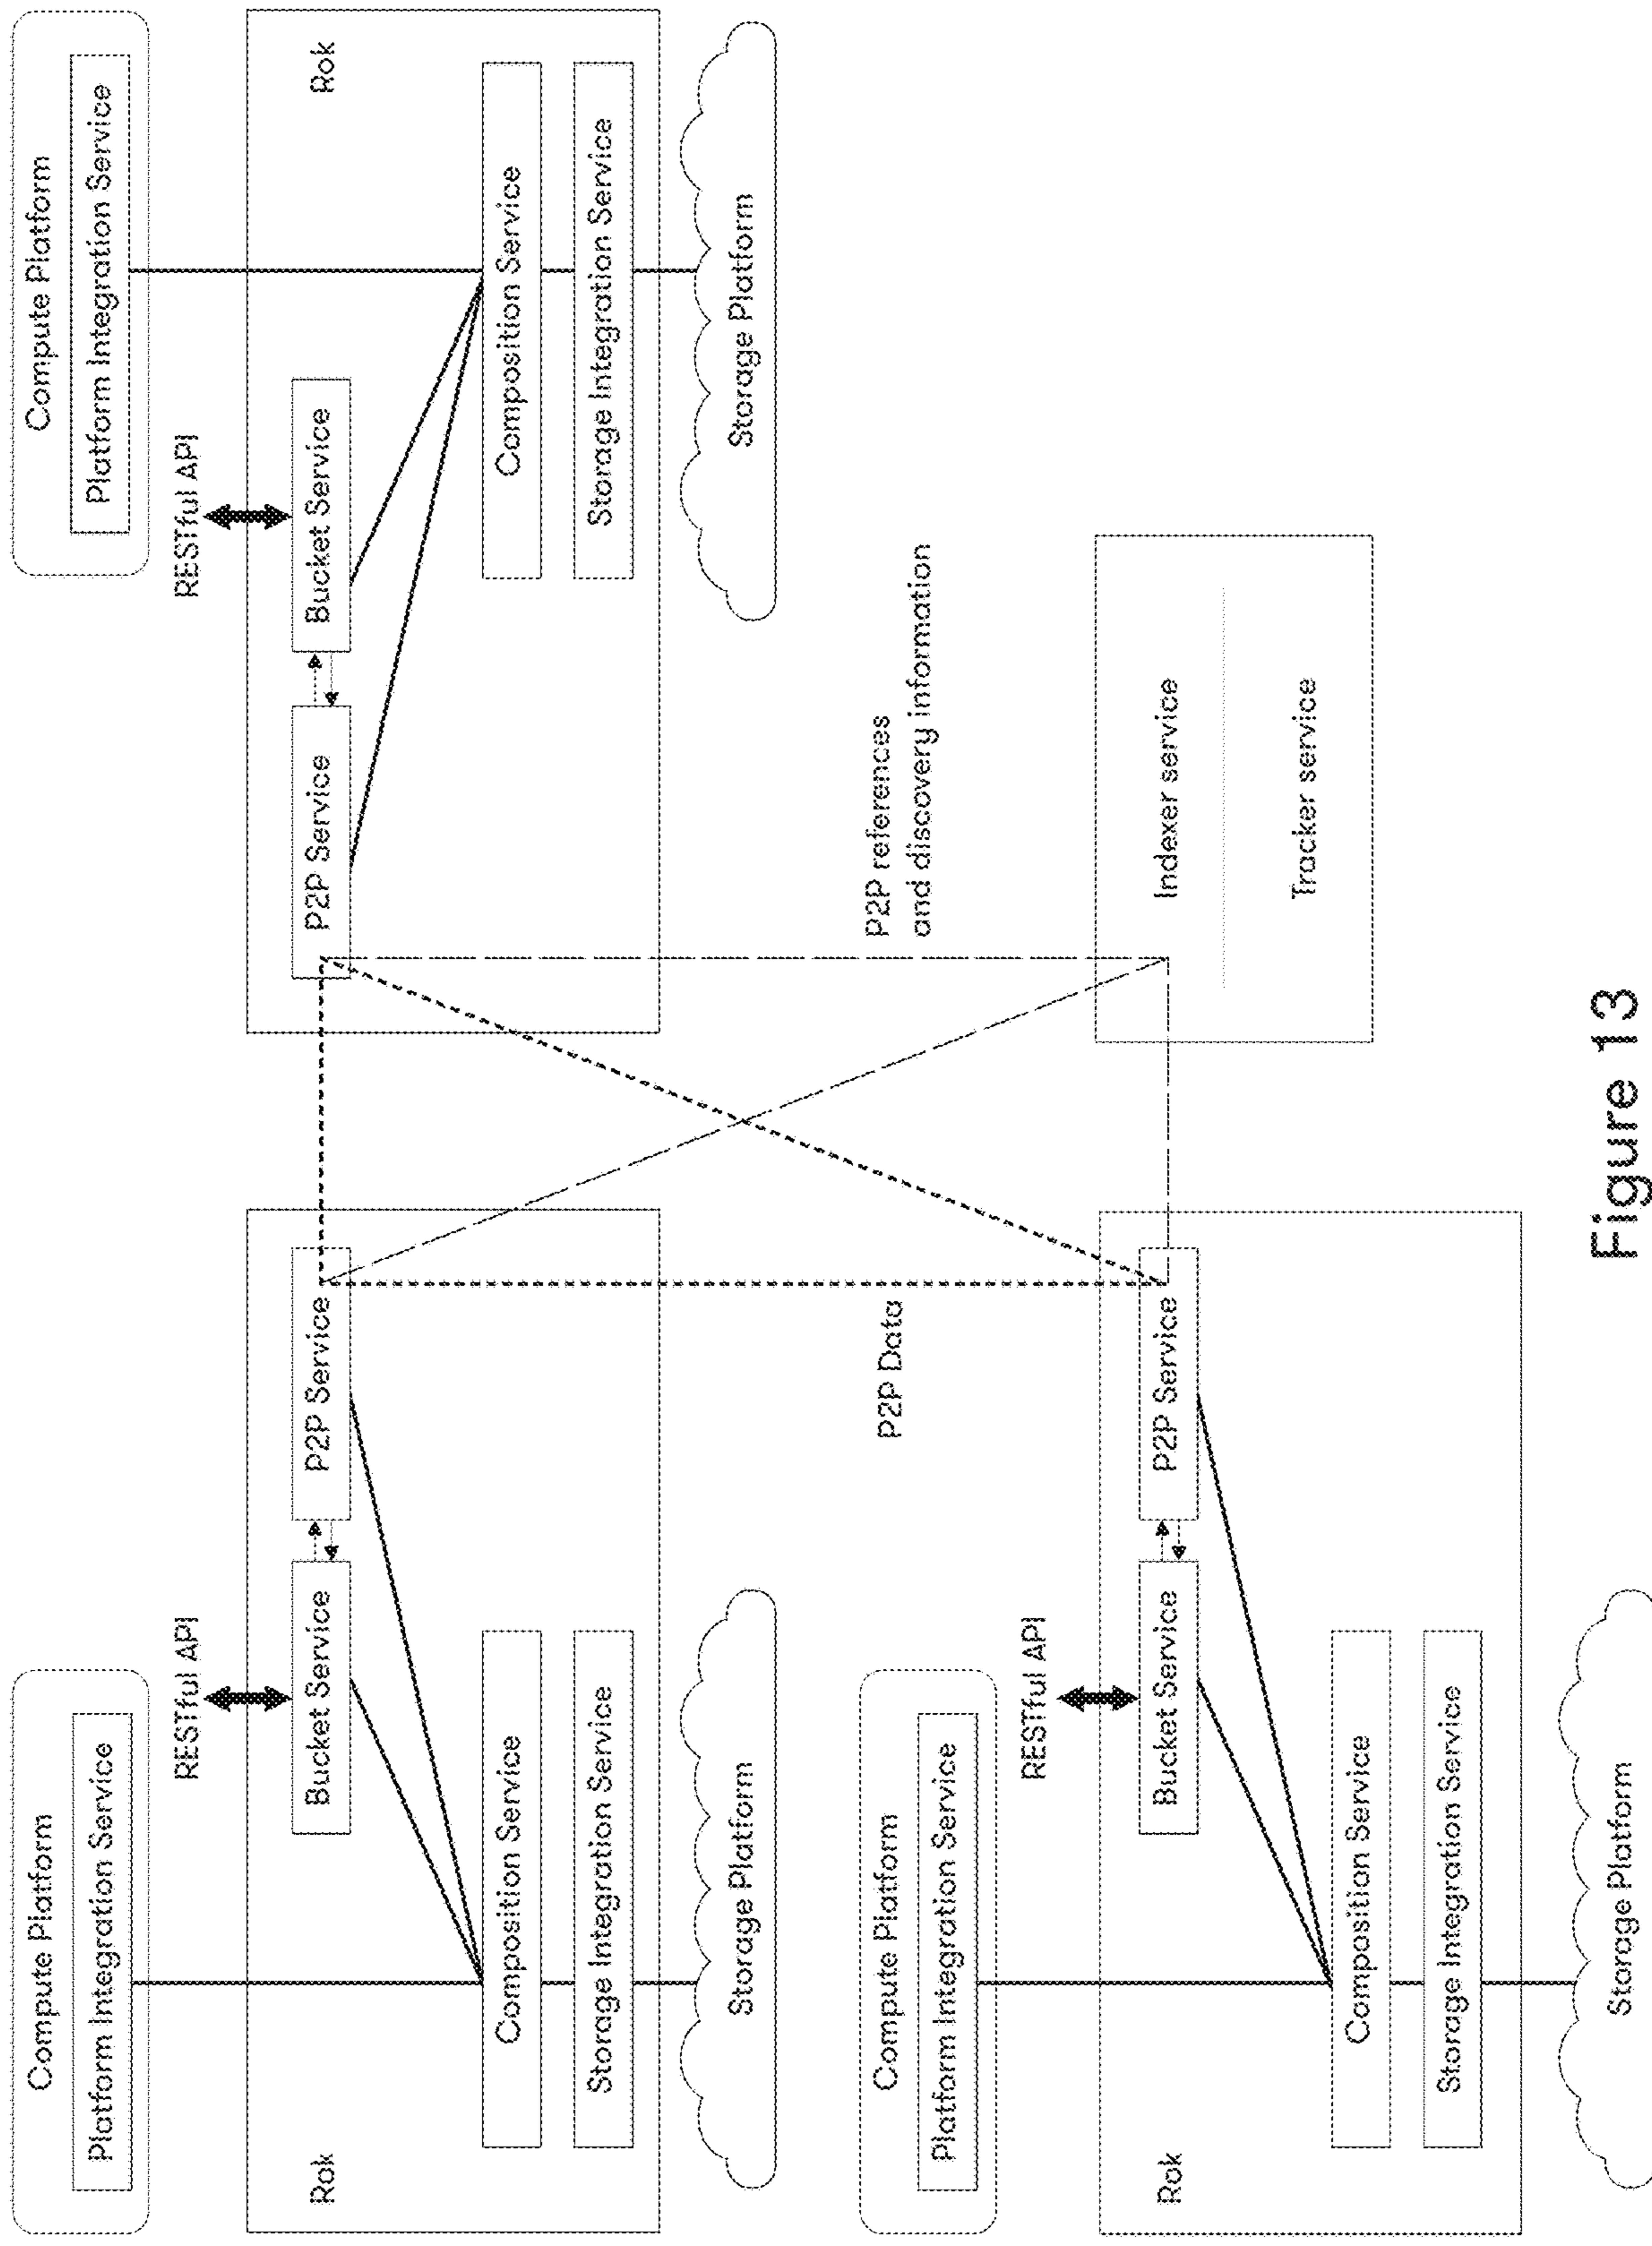 Compute Platform
Platform Integration Service
RESTful API
Rok
Bucket Service
P2P Service
Composition Service
Storage Integration Service
Storage Platform
Compute Platform
Platform Integration Service
RESTful API
Rok
P2P Service
Bucket Service
Composition Service
Storage Integration Service
Storage Platform
P2P Data
P2P references
and discovery information
Compute Platform
Platform Integration Service
RESTful API
Rok
Bucket Service
P2P Service
Composition Service
Storage Integration Service
Storage Platform
Indexer service
Tracker service
Figure 13